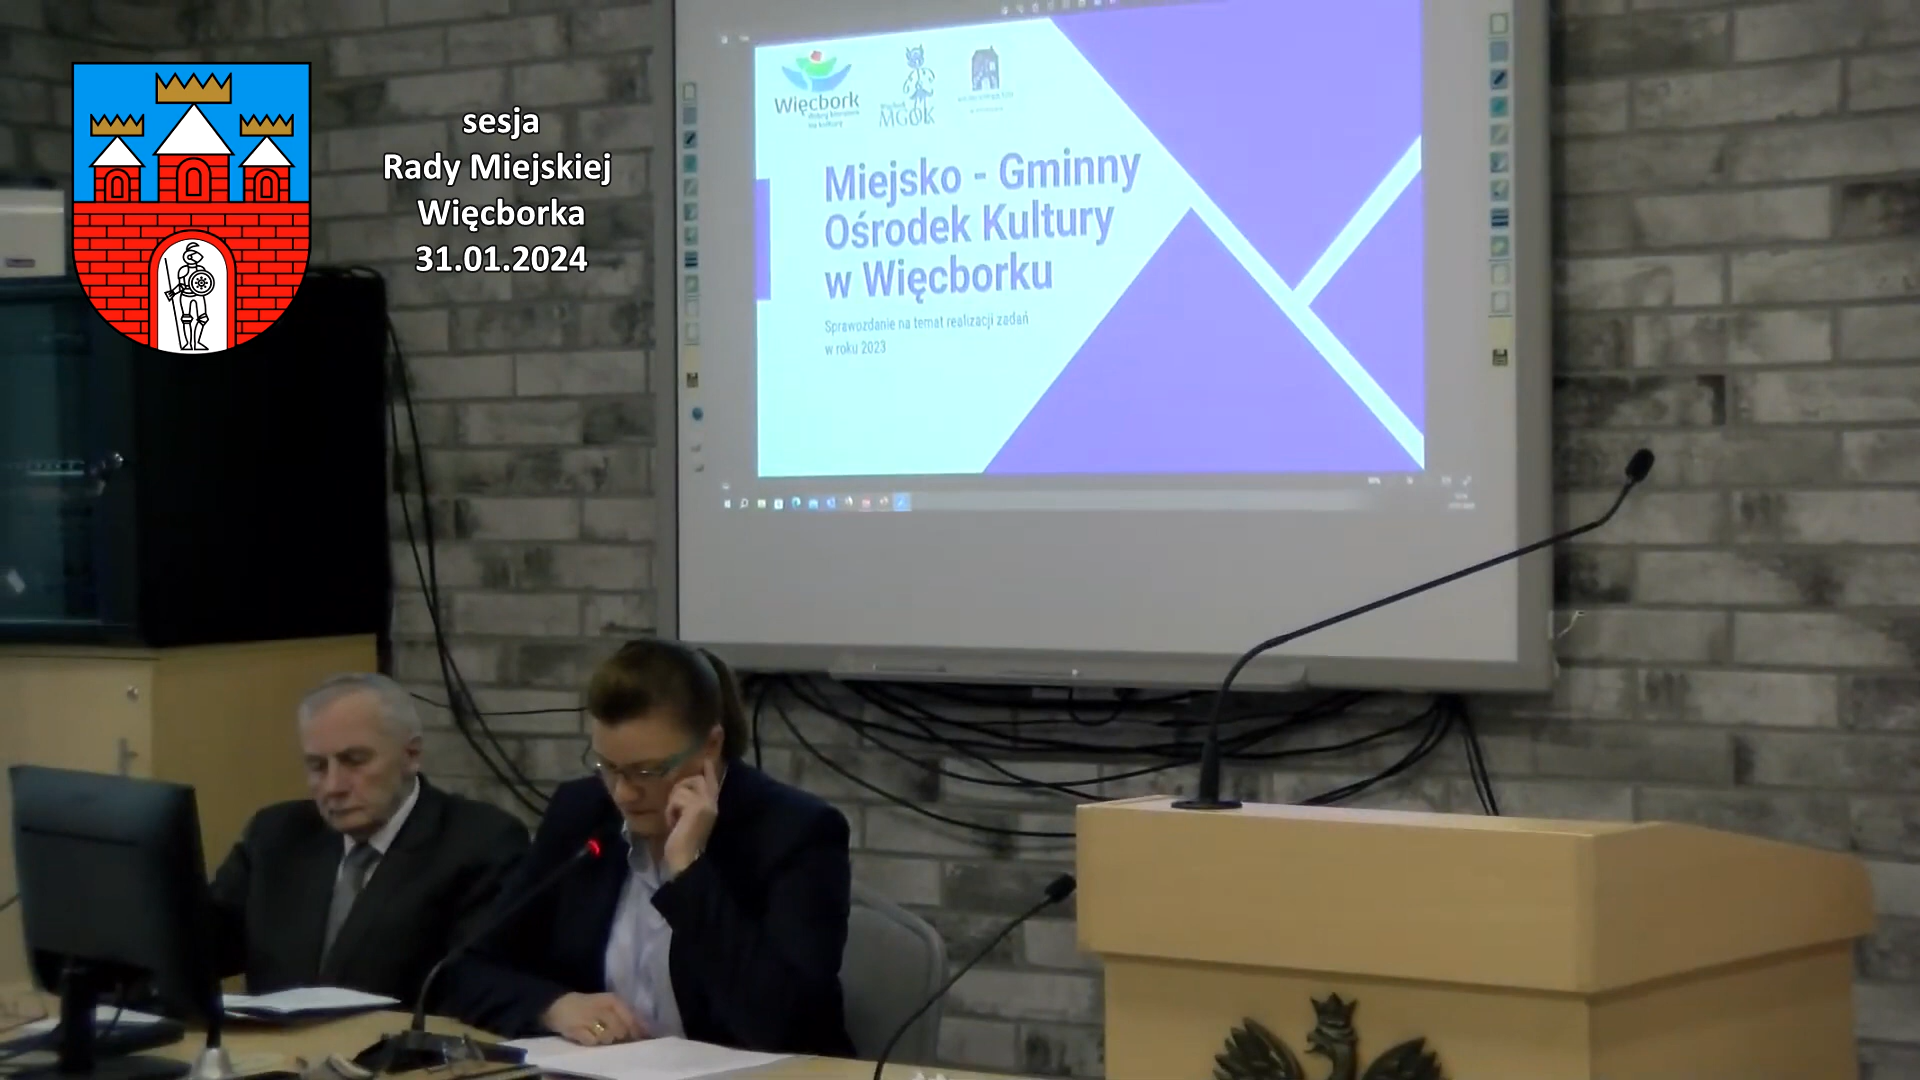 sesja
Rady Miejskiej
Więcborka
31.01.2024
Więcbork
MGOK
Miejsko - Gminny
Ośrodek Kultury
w Więcborku
Sprawozdanie na temat realizacji zadań
w roku 2023